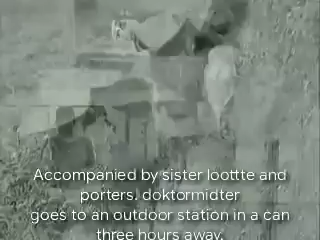 Accompanied by sister loottte and
porters. doktormidter
goes to an outdoor station in a can
three hours away.